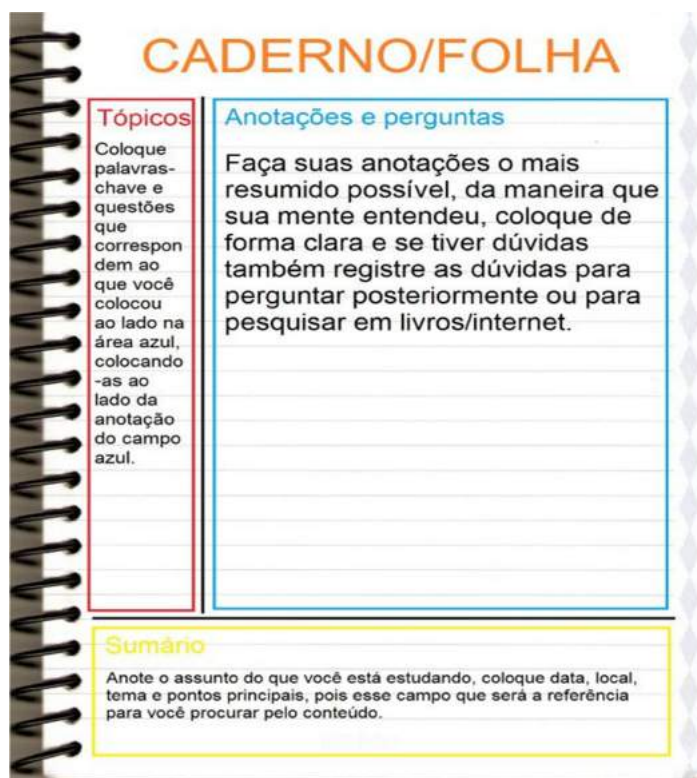 CADERNO/FOLHA
Tópicos
Coloque
palavras-
chave e
questões
que
correspon
dem ao
que você
colocou
ao lado na
área azul,
colocando
-as ao
lado da
anotação
do campo
azul.
Anotações e perguntas
Faça suas anotações o mais
resumido possível, da maneira que
sua mente entendeu, coloque de
forma clara e se tiver dúvidas
também registre as dúvidas para
perguntar posteriormente ou para
pesquisar em livros/internet.
Sumário
Anote o assunto do que você está estudando, coloque data, local,
tema e pontos principais, pois esse campo que será a referência
para você procurar pelo conteúdo.